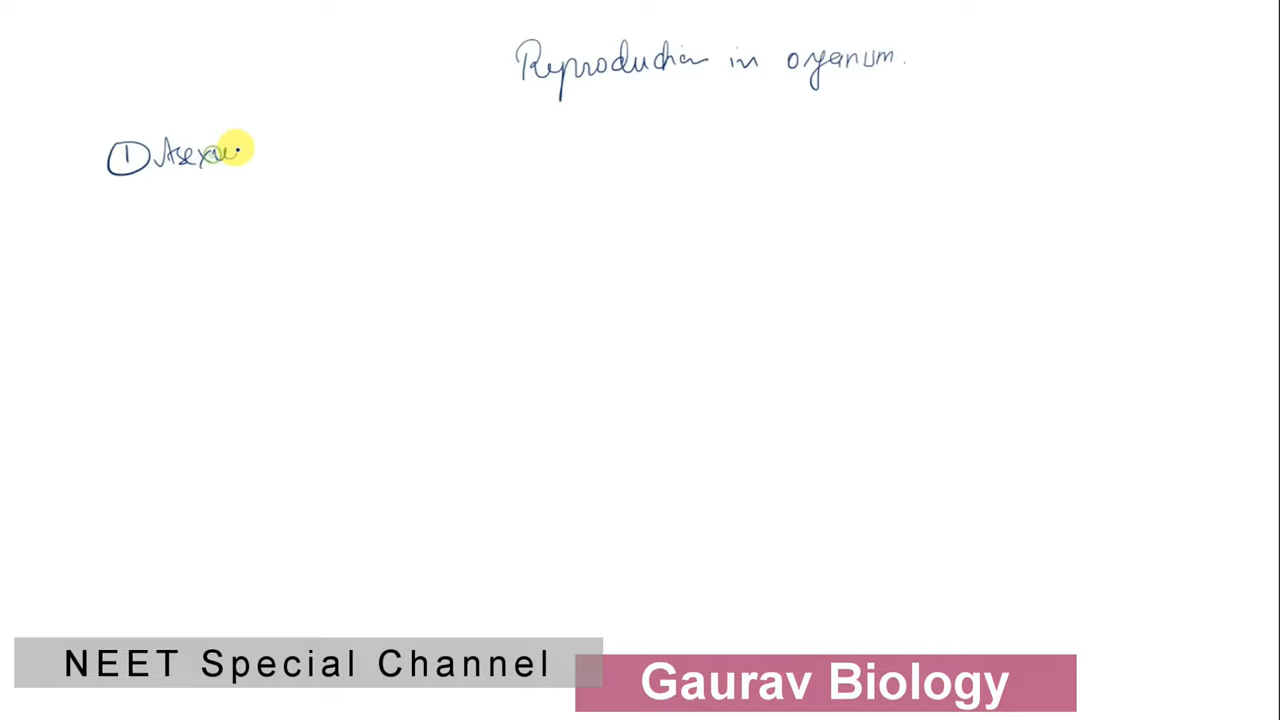 Reproduction in organism.
① Asexu
NEET Special Channel
Gaurav Biology